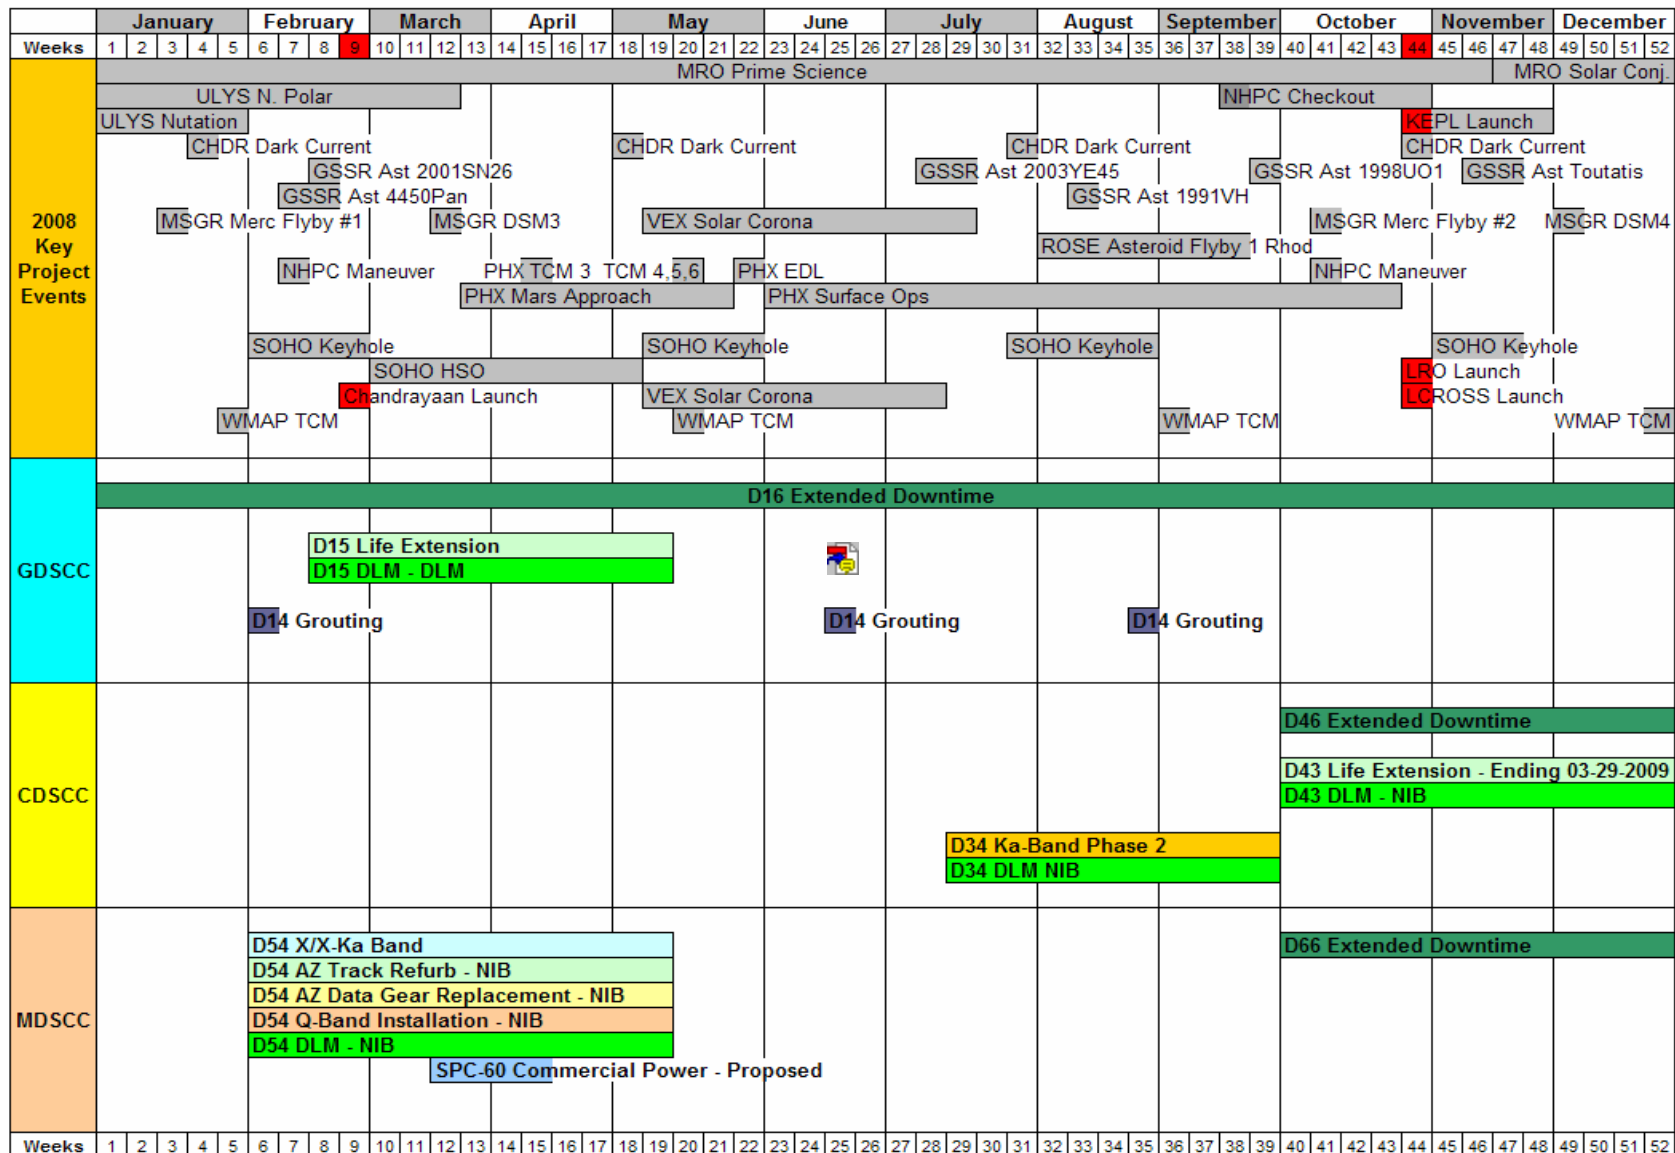 January February March April May June July August September October November December
Weeks 1 2 3 4 5 6 7 8 9 10 11 12 13 14 15 16 17 18 19 20 21 22 23 24 25 26 27 28 29 30 31 32 33 34 35 36 37 38 39 40 41 42 43 44 45 46 47 48 49 50 51 52
MRO Prime Science MRO Solar Conj.
ULYS N. Polar NHPC Checkout
ULYS Nutation KEPL Launch
CHDR Dark Current CHDR Dark Current CHDR Dark Current CHDR Dark Current
GSSR Ast 2001SN26 GSSR Ast 2003YE45 GSSR Ast 1998UO1 GSSR Ast Toutatis
GSSR Ast 4450Pan GSSR Ast 1991VH
2008
Key
Project
Events
MSGR Merc Flyby #1 MSGR DSM3 VEX Solar Corona MSGR Merc Flyby #2 MSGR DSM4
ROSE Asteroid Flyby 1 Rhod
NHPC Maneuver PHX TCM 3 TCM 4,5,6 PHX EDL NHPC Maneuver
PHX Mars Approach PHX Surface Ops
SOHO Keyhole SOHO Keyhole SOHO Keyhole SOHO Keyhole
SOHO HSO LRO Launch
Chandrayaan Launch VEX Solar Corona LCROSS Launch
WMAP TCM WMAP TCM WMAP TCM WMAP TCM
GDSCC
D16 Extended Downtime
D15 Life Extension
D15 DLM - DLM
D14 Grouting D14 Grouting D14 Grouting
CDSCC
D46 Extended Downtime
D43 Life Extension - Ending 03-29-2009
D43 DLM - NIB
D34 Ka-Band Phase 2
D34 DLM NIB
MDSCC
D54 X/X-Ka Band D66 Extended Downtime
D54 AZ Track Refurb - NIB
D54 AZ Data Gear Replacement - NIB
D54 Q-Band Installation - NIB
D54 DLM - NIB
SPC-60 Commercial Power - Proposed
Weeks 1 2 3 4 5 6 7 8 9 10 11 12 13 14 15 16 17 18 19 20 21 22 23 24 25 26 27 28 29 30 31 32 33 34 35 36 37 38 39 40 41 42 43 44 45 46 47 48 49 50 51 52